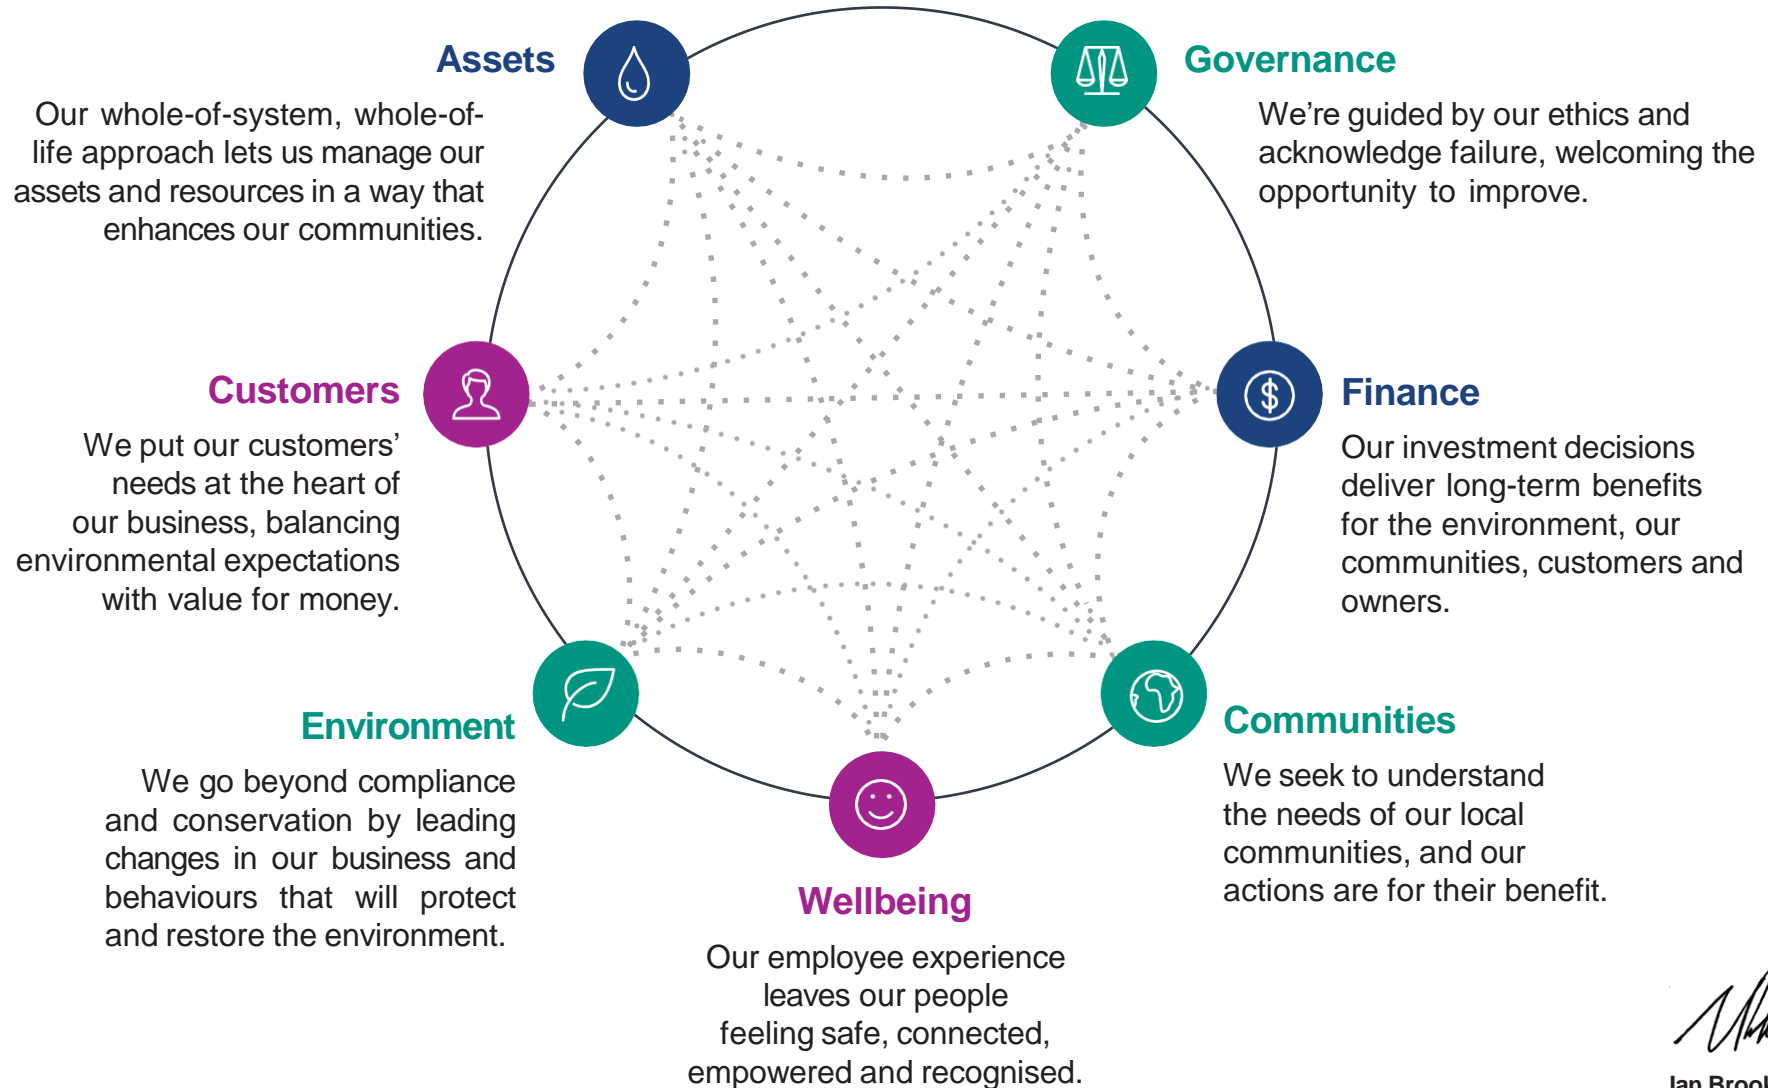 Assets
Our whole-of-system, whole-of-
life approach lets us manage our
assets and resources in a way that
enhances our communities.
Governance
We’re guided by our ethics and
acknowledge failure, welcoming the
opportunity to improve.
Customers
We put our customers’
needs at the heart of
our business, balancing
environmental expectations
with value for money.
$
Finance
Our investment decisions
deliver long-term benefits
for the environment, our
communities, customers and
owners.
Environment
We go beyond compliance
and conservation by leading
changes in our business and
behaviours that will protect
and restore the environment.
Communities
We seek to understand
the needs of our local
communities, and our
actions are for their benefit.
Wellbeing
Our employee experience
leaves our people
feeling safe, connected,
empowered and recognised.
Ian